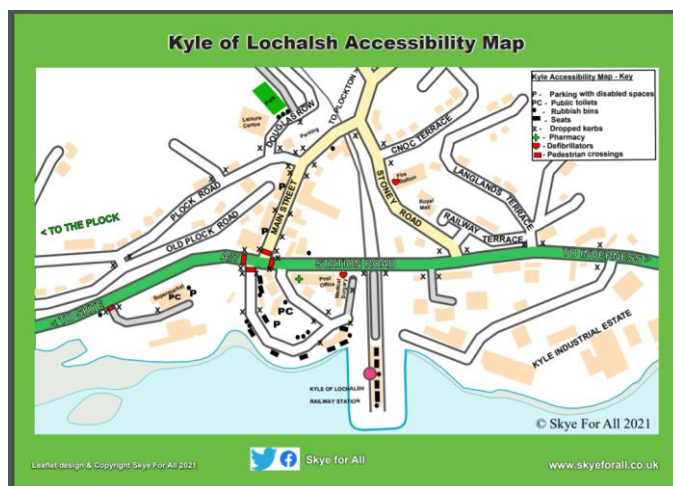 Kyle of Lochalsh Accessibility Map
Kyle Accessibility Map - Key
P - Parking with disabled spaces
PC - Public toilets
- Rubbish bins
- Seats
X - Dropped kerbs
- Pharmacy
- Defibrillators
- Pedestrian crossings
TO PLOCKTON
Park
Leisure
Centre
DOUGLAS ROW
Parking
CNOC TERRACE
Fire
Station
LANGLANDS TERRACE
PLOCK ROAD
MAIN STREET
STONEY ROAD
Royal
Mail
RAILWAY
TERRACE
< TO THE PLOCK
OLD PLOCK ROAD
P
P
A87
STATION ROAD
TO INVERNESS >
Supermarket
P
PC
P
Post
Office
Medical
Surgery
P
PC
P
< TO SKYE
KYLE INDUSTRIAL ESTATE
KYLE OF LOCHALSH
RAILWAY STATION
© Skye For All 2021
Leaflet design & Copyright Skye For All 2021
Skye for All
www.skyeforall.co.uk